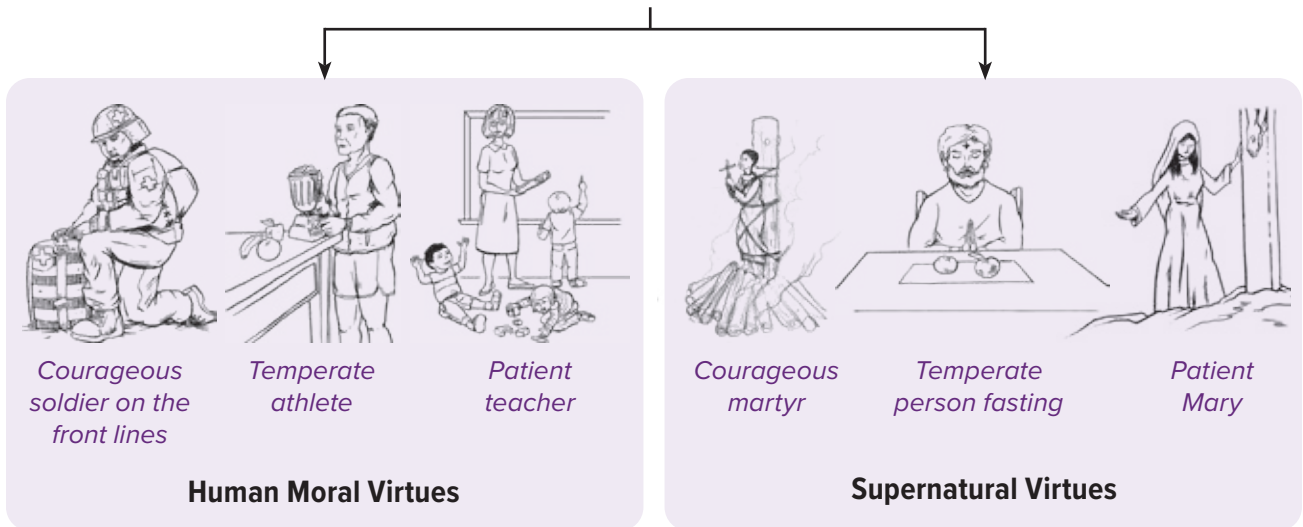 Courageous
soldier on the
front lines
Temperate
athlete
Patient
teacher
Human Moral Virtues
Courageous
martyr
Temperate
person fasting
Patient
Mary
Supernatural Virtues